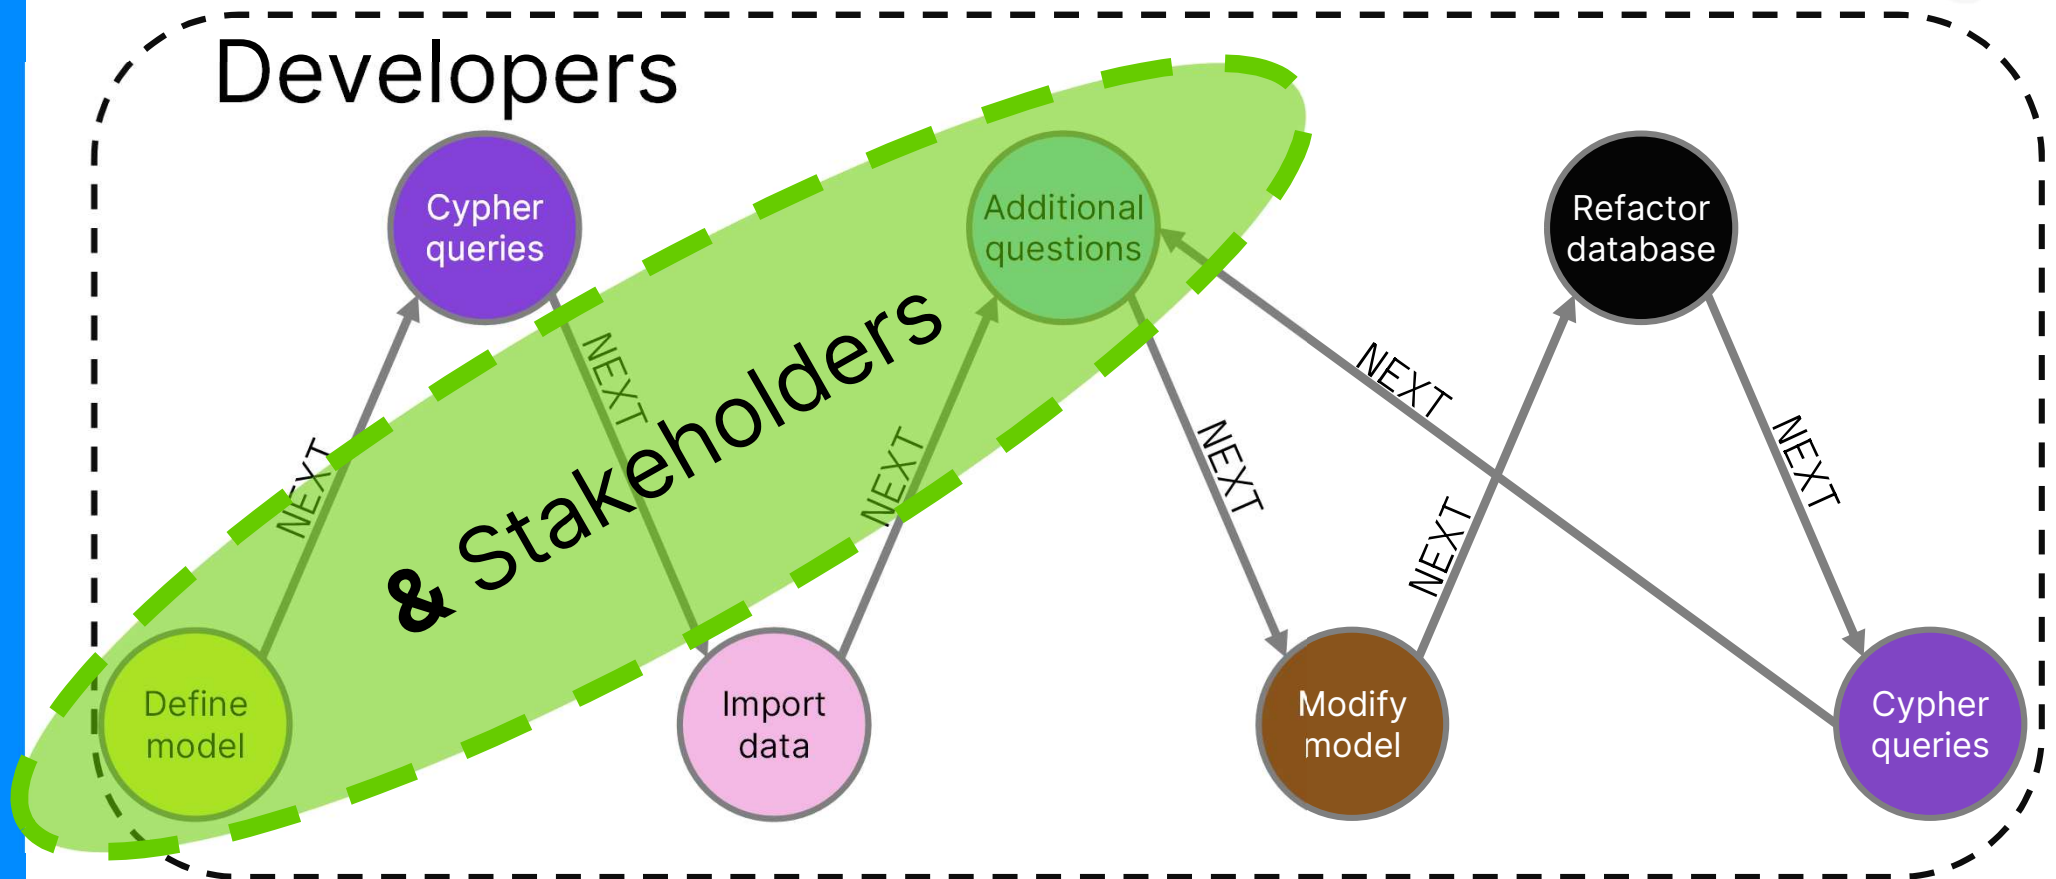 Developers
Cypher
queries
Additional
questions
Refactor
database
& Stakeholders
NEXT
NEXT
NEXT
NEXT
NEXT
NEXT
NEXT
Define
model
Import
data
Modify
model
Cypher
queries